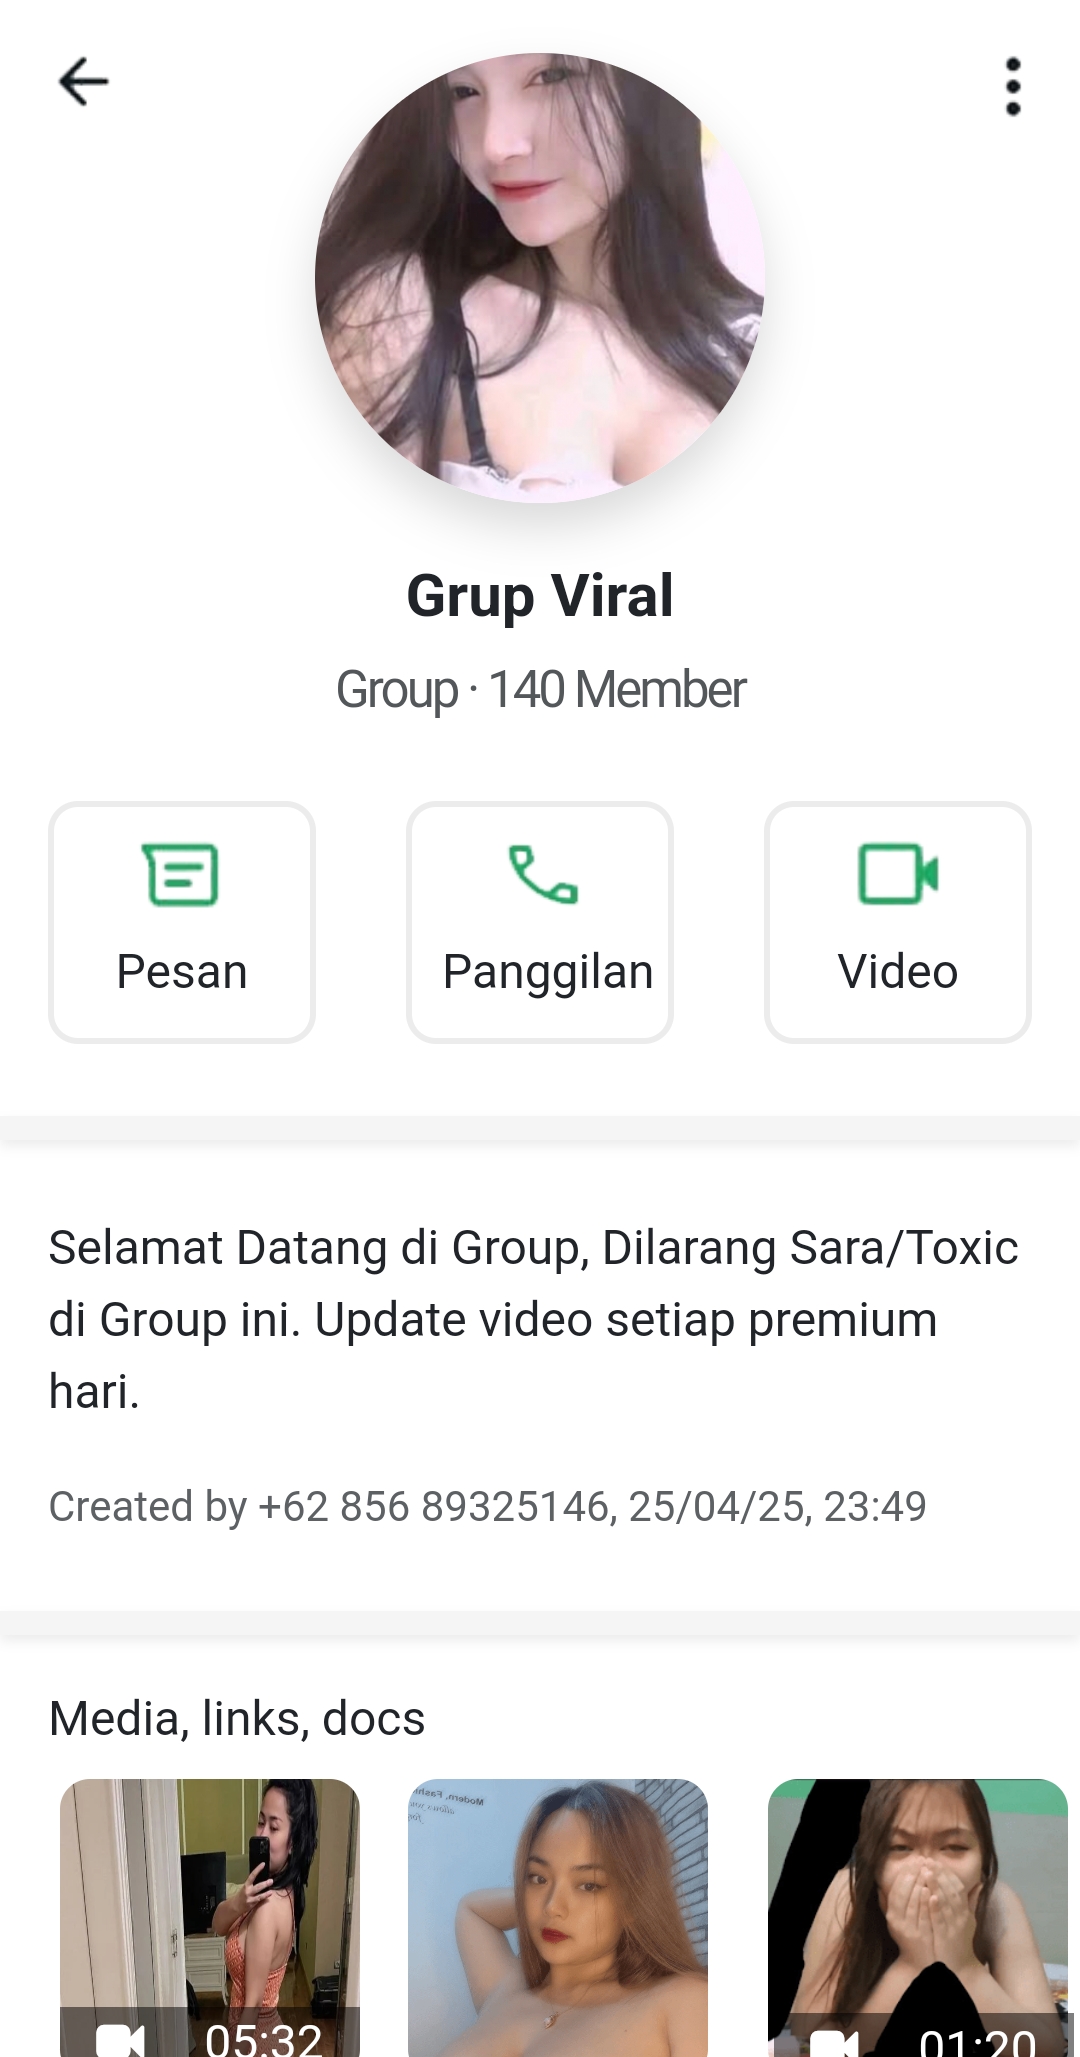 Grup Viral
Group · 140 Member
Pesan
Panggilan
Video
Selamat Datang di Group, Dilarang Sara/Toxic
di Group ini. Update video setiap premium
hari.
Created by +62 856 89325146, 25/04/25, 23:49
Media, links, docs
Modern, Fashi
05:32
01:20